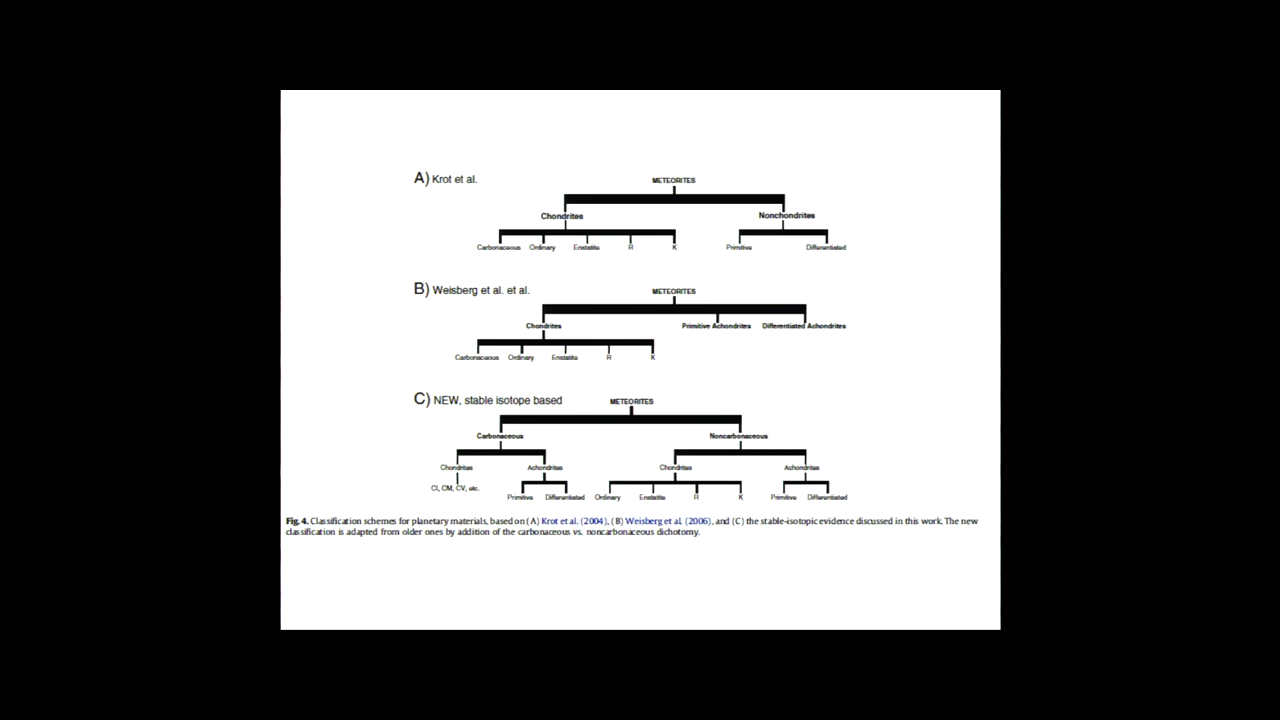 A) Krot et al.
METEORITES
Chondrites Nonchondrites
Carbonaceous Ordinary Enstatite R K Primitive Differentiated
B) Weisberg et al. et al.
METEORITES
Chondrites Primitive Achondrites Differentiated Achondrites
Carbonaceous Ordinary Enstatite R K
C) NEW, stable isotope based
METEORITES
Carbonaceous Noncarbonaceous
Chondrites Achondrites Chondrites Achondrites
CI, CM, CV, etc.
Primitive Differentiated Ordinary Enstatite R K Primitive Differentiated
Fig. 4. Classification schemes for planetary materials, based on (A) Krot et al. (2004), (B) Weisberg et al. (2006), and (C) the stable-isotopic evidence discussed in this work. The new
classification is adapted from older ones by addition of the carbonaceous vs. noncarbonaceous dichotomy.